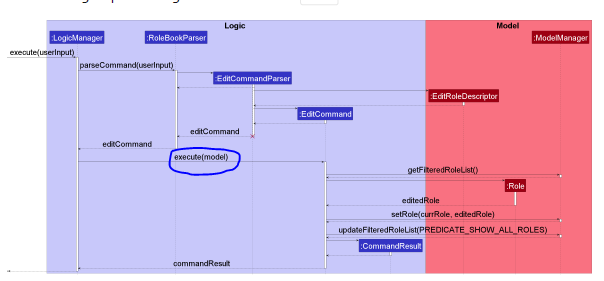 Logic
Model
:LogicManager
:RoleBookParser
:ModelManager
execute(userInput)
parseCommand(userInput)
:EditCommandParser
:EditRoleDescriptor
:EditCommand
editCommand
editCommand
execute(model)
getFilteredRoleList()
:Role
editedRole
setRole(currRole, editedRole)
updateFilteredRoleList(PREDICATE_SHOW_ALL_ROLES)
:CommandResult
commandResult